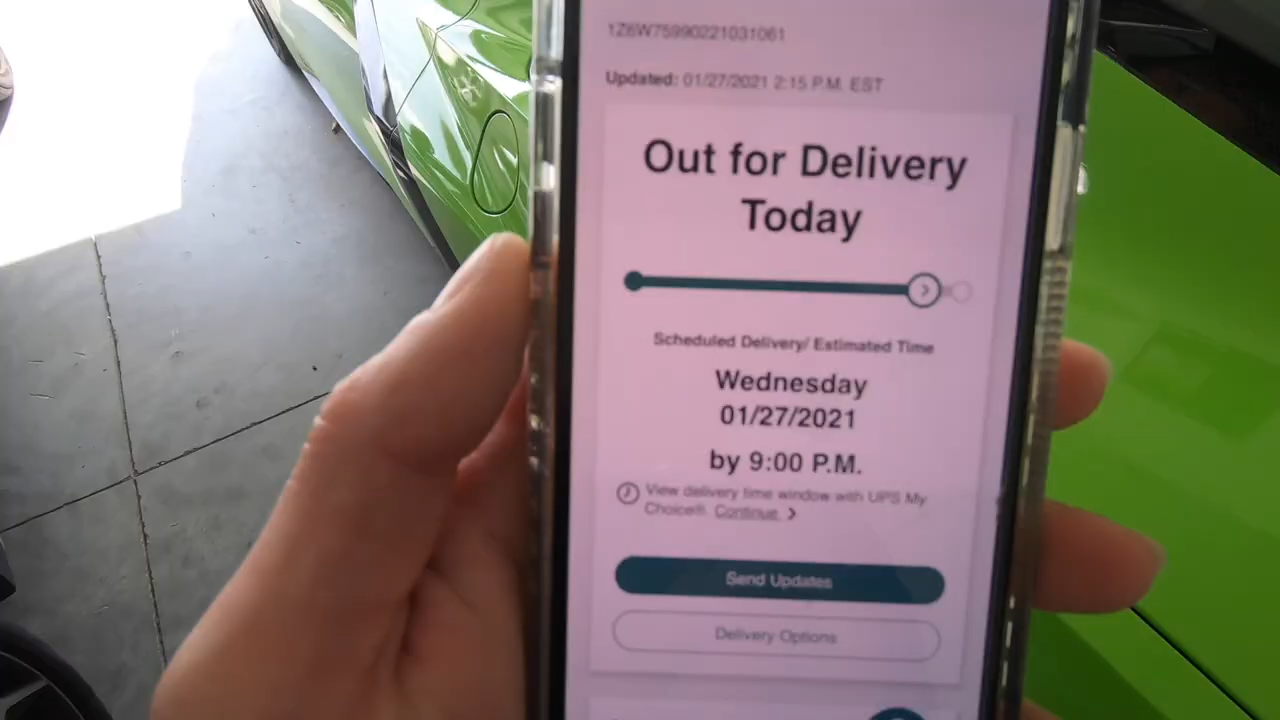 1Z6W75990221031061
Updated: 01/27/2021 2:15 P.M. EST
Out for Delivery
Today
Scheduled Delivery/ Estimated Time
Wednesday
01/27/2021
by 9:00 P.M.
View delivery time window with UPS My
Choice®. Continue
Send Updates
Delivery Options